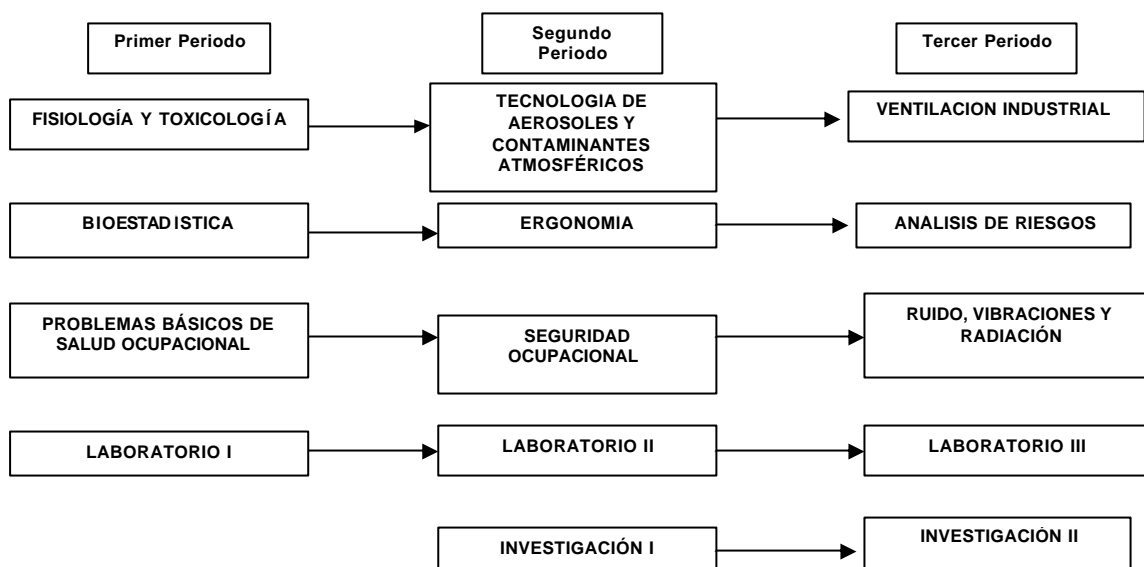 Primer Periodo
Segundo
Periodo
Tercer Periodo
FISIOLOGÍA Y TOXICOLOGÍA
TECNOLOGIA DE
AEROSOLES Y
CONTAMINANTES
ATMOSFÉRICOS
VENTILACION INDUSTRIAL
BIOESTADISTICA
ERGONOMIA
ANALISIS DE RIESGOS
PROBLEMAS BÁSICOS DE
SALUD OCUPACIONAL
SEGURIDAD
OCUPACIONAL
RUIDO, VIBRACIONES Y
RADIACIÓN
LABORATORIO I
LABORATORIO II
LABORATORIO III
INVESTIGACIÓN I
INVESTIGACIÓN II